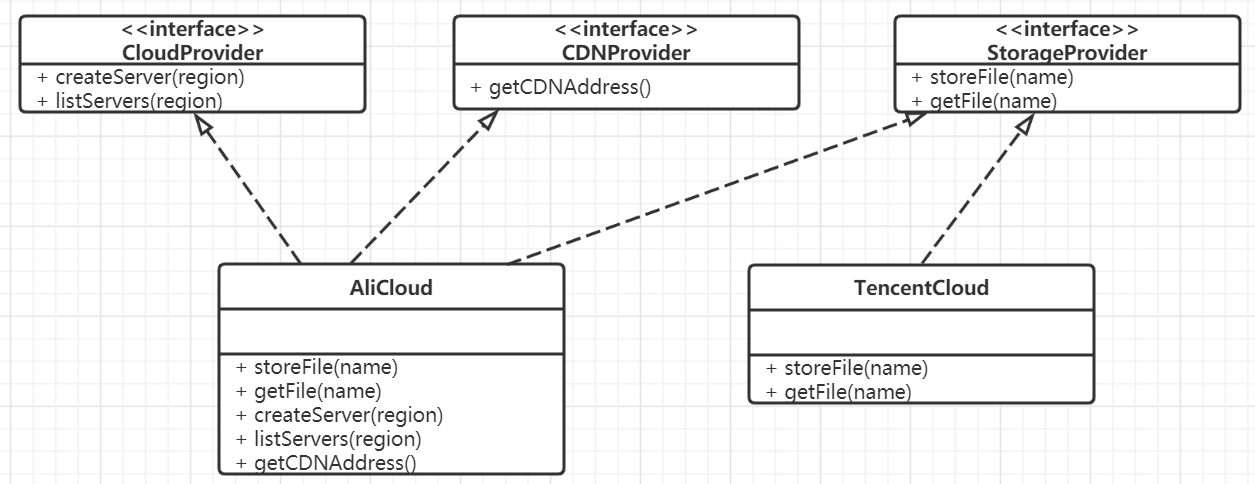 <<interface>>
CloudProvider
+ createServer(region)
+ listServers(region)
<<interface>>
CDNProvider
+ getCDNAddress()
<<interface>>
StorageProvider
+ storeFile(name)
+ getFile(name)
AliCloud
+ storeFile(name)
+ getFile(name)
+ createServer(region)
+ listServers(region)
+ getCDNAddress()
TencentCloud
+ storeFile(name)
+ getFile(name)